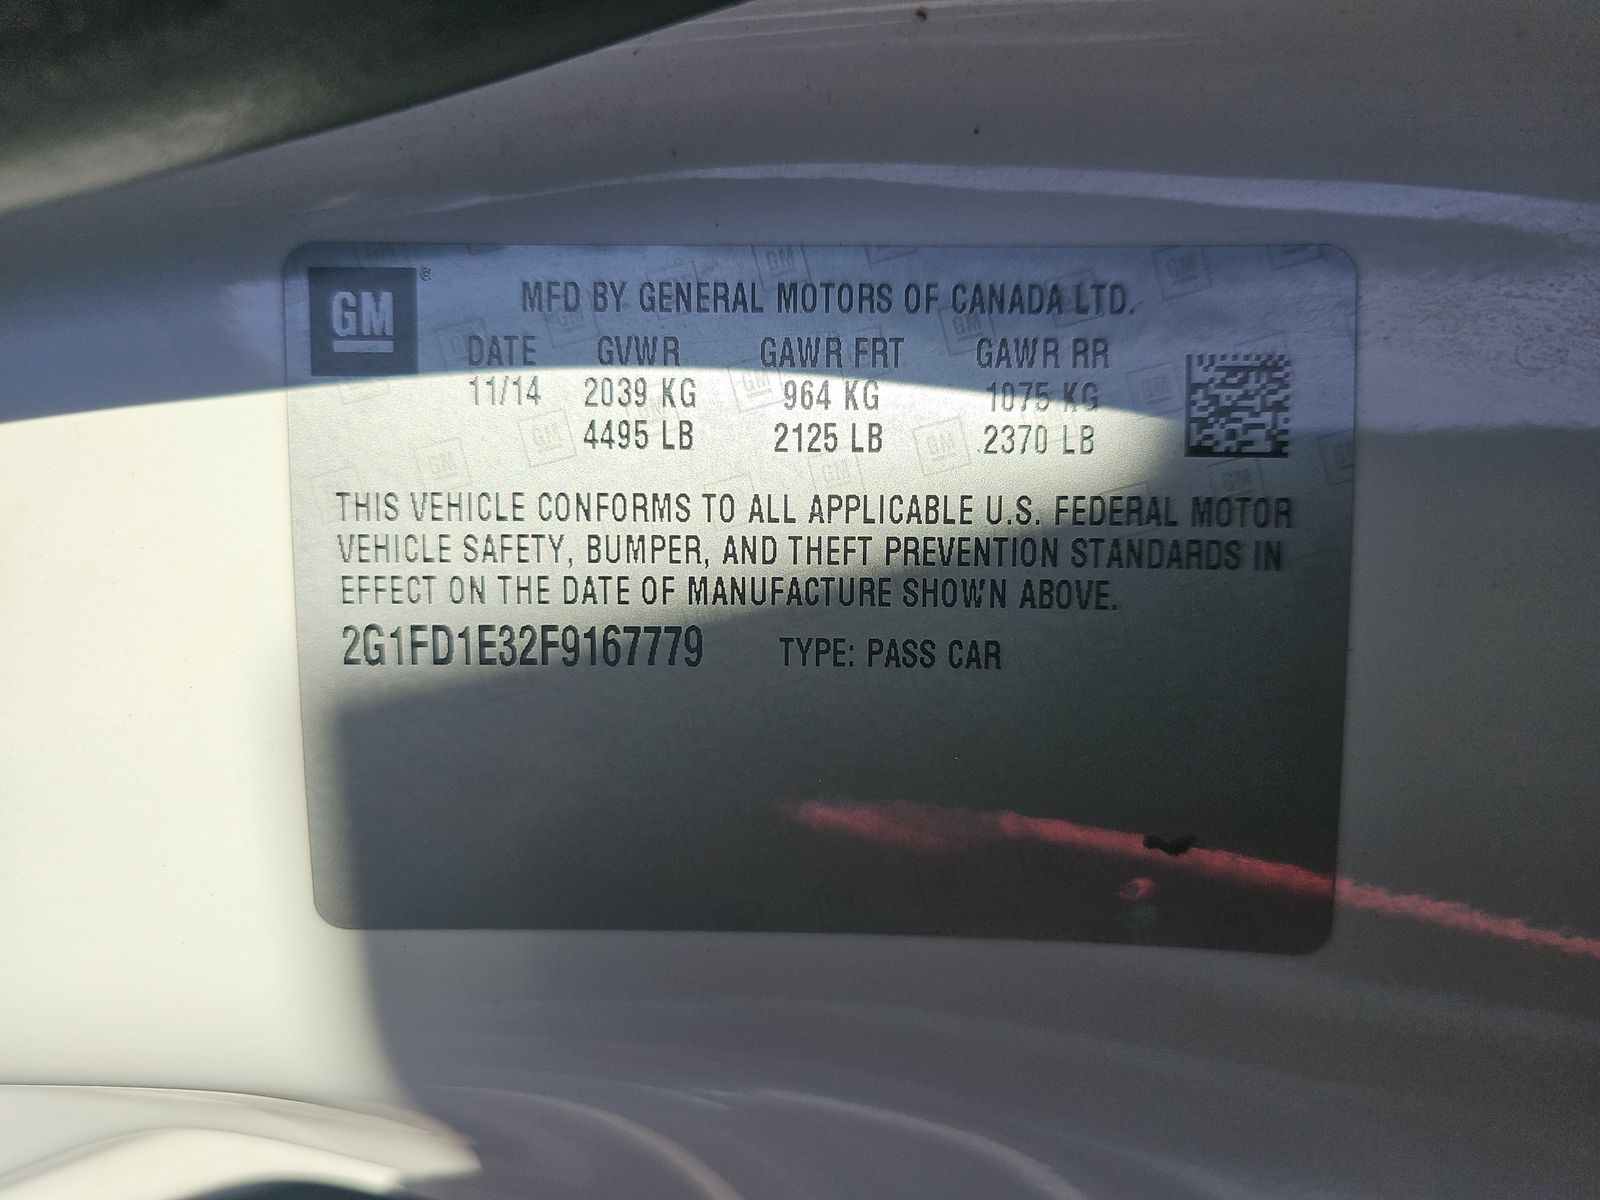 GM®
MFD BY GENERAL MOTORS OF CANADA LTD.
DATE GVWR GAWR FRT GAWR RR
11/14 2039 KG 964 KG 1075 KG
4495 LB 2125 LB 2370 LB
THIS VEHICLE CONFORMS TO ALL APPLICABLE U.S. FEDERAL MOTOR
VEHICLE SAFETY, BUMPER, AND THEFT PREVENTION STANDARDS IN
EFFECT ON THE DATE OF MANUFACTURE SHOWN ABOVE.
2G1FD1E32F9167779 TYPE: PASS CAR